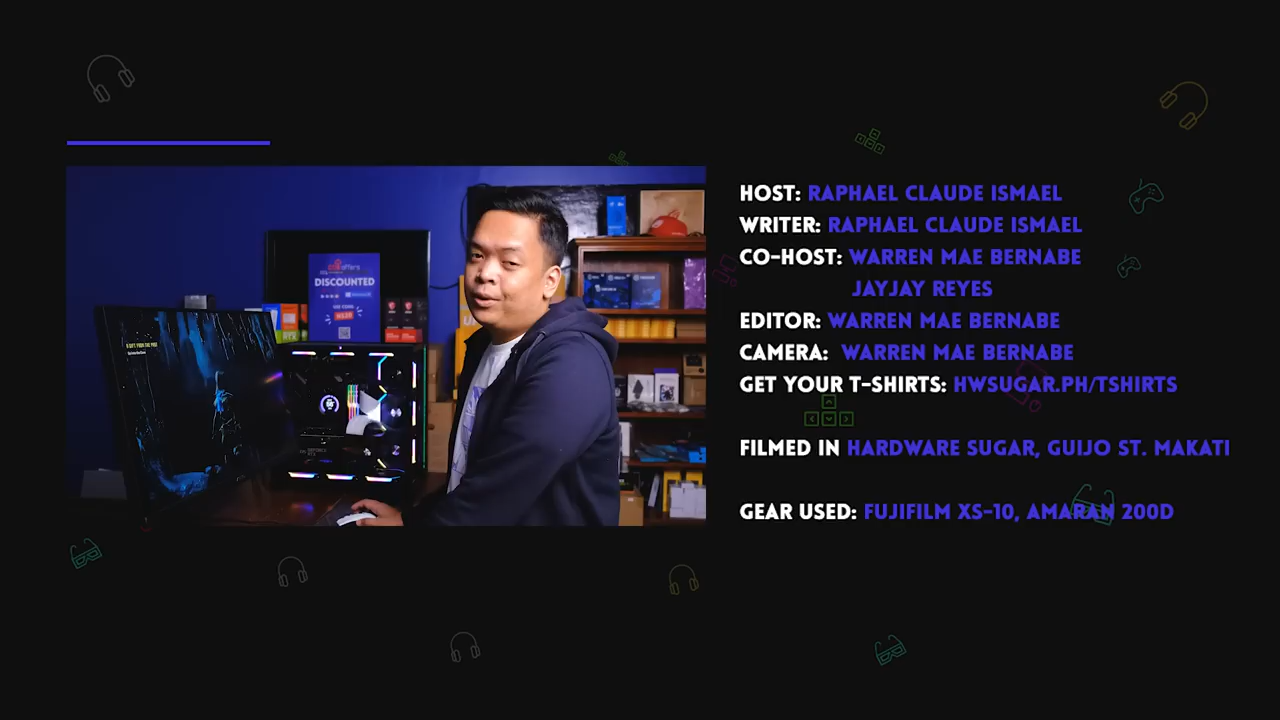 HOST: RAPHAEL CLAUDE ISMAEL
WRITER: RAPHAEL CLAUDE ISMAEL
CO-HOST: WARREN MAE BERNABE
JAYJAY REYES
EDITOR: WARREN MAE BERNABE
CAMERA: WARREN MAE BERNABE
GET YOUR T-SHIRTS: HWSUGAR.PH/TSHIRTS
FILMED IN HARDWARE SUGAR, GUIJO ST. MAKATI
GEAR USED: FUJIFILM XS-10, AMARAN 200D
offers
DISCOUNTED